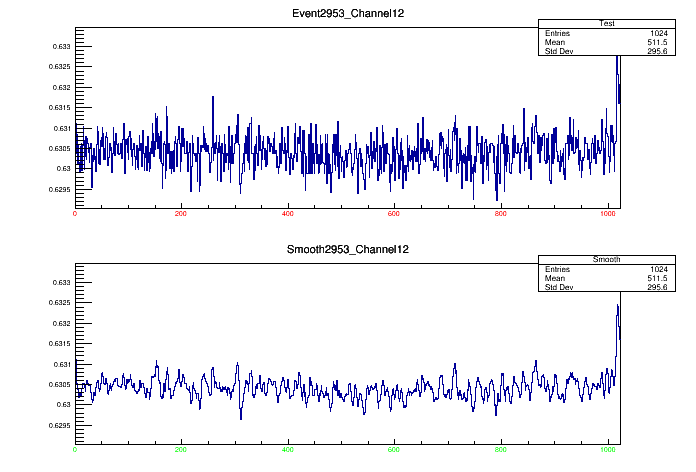 Event2953_Channel12
Test
Entries 1024
Mean 511.5
Std Dev 295.6
0.633
0.6325
0.632
0.6315
0.631
0.6305
0.63
0.6295
0 200 400 600 800 1000
Smooth2953_Channel12
Smooth
Entries 1024
Mean 511.5
Std Dev 295.6
0.633
0.6325
0.632
0.6315
0.631
0.6305
0.63
0.6295
0 200 400 600 800 1000